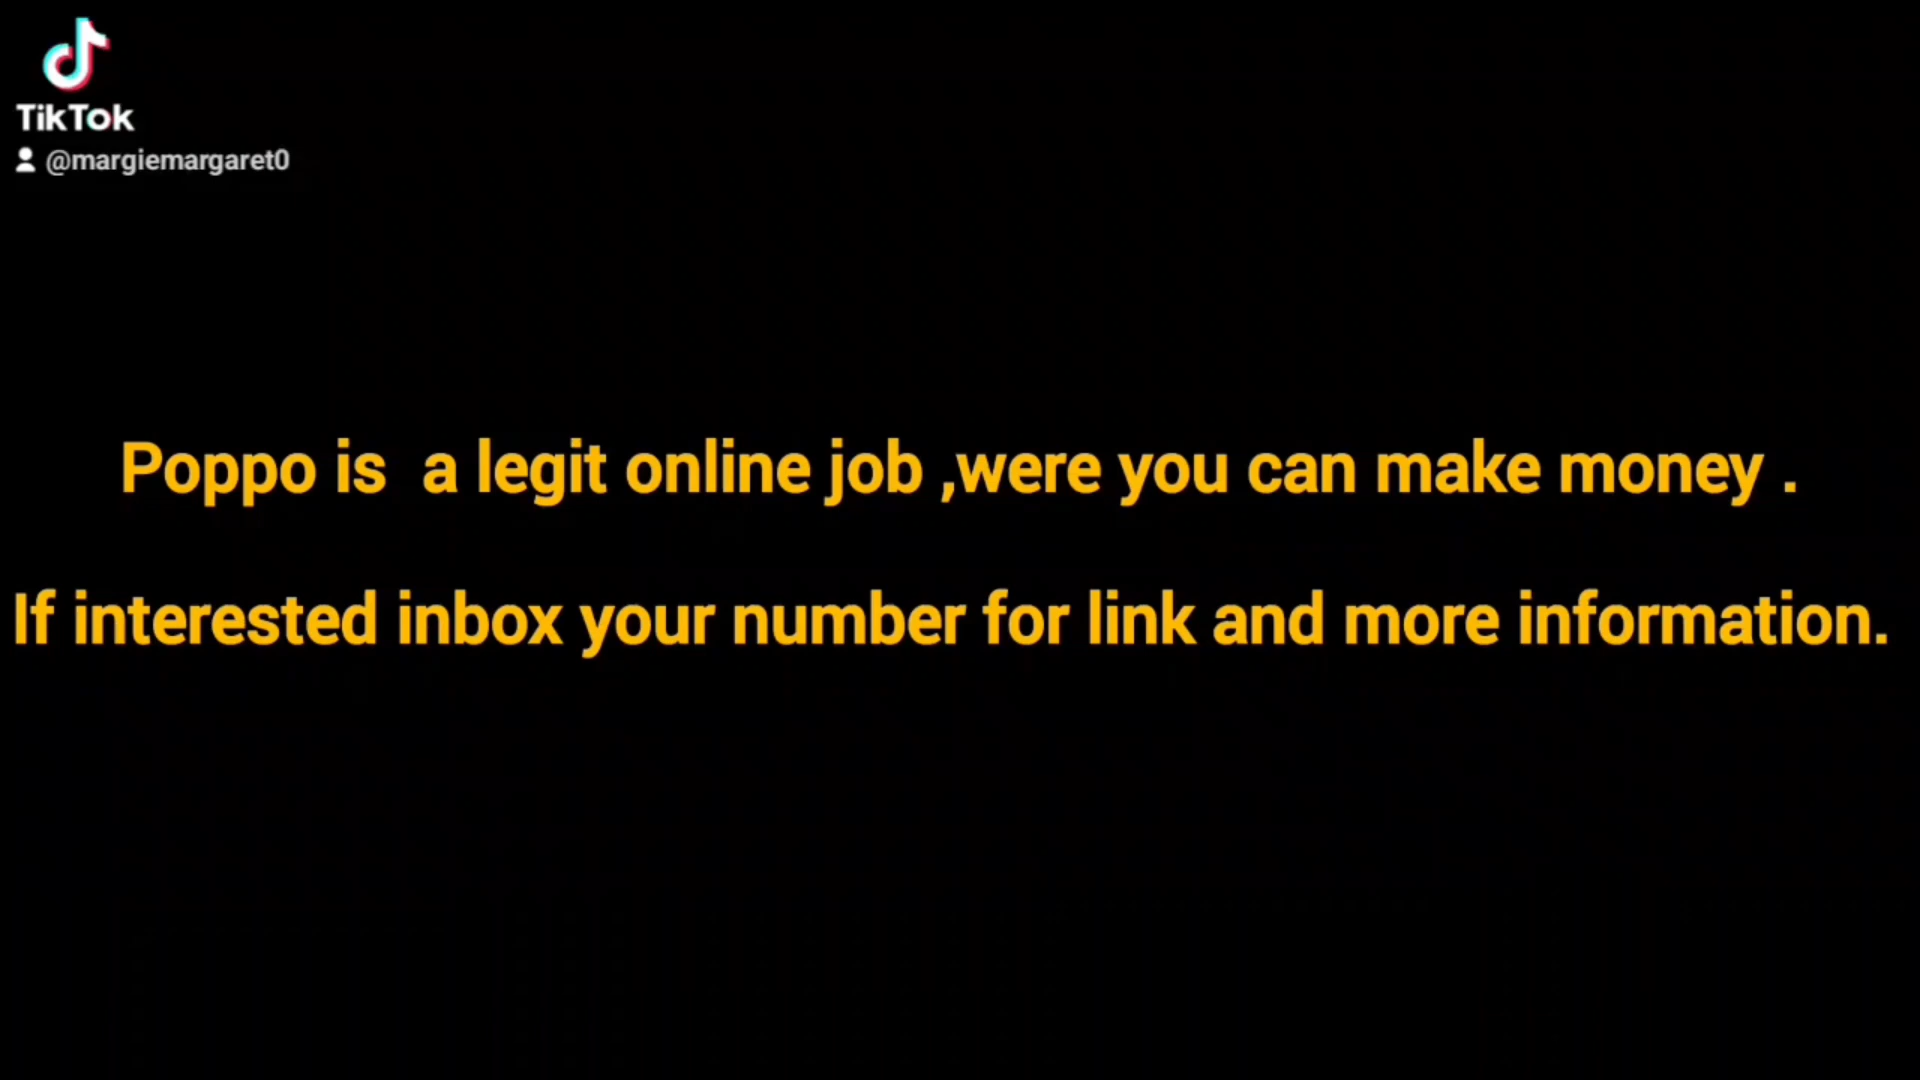 TikTok
@margiemargaret0
Poppo is  a legit online job ,were you can make money .
If interested inbox your number for link and more information.